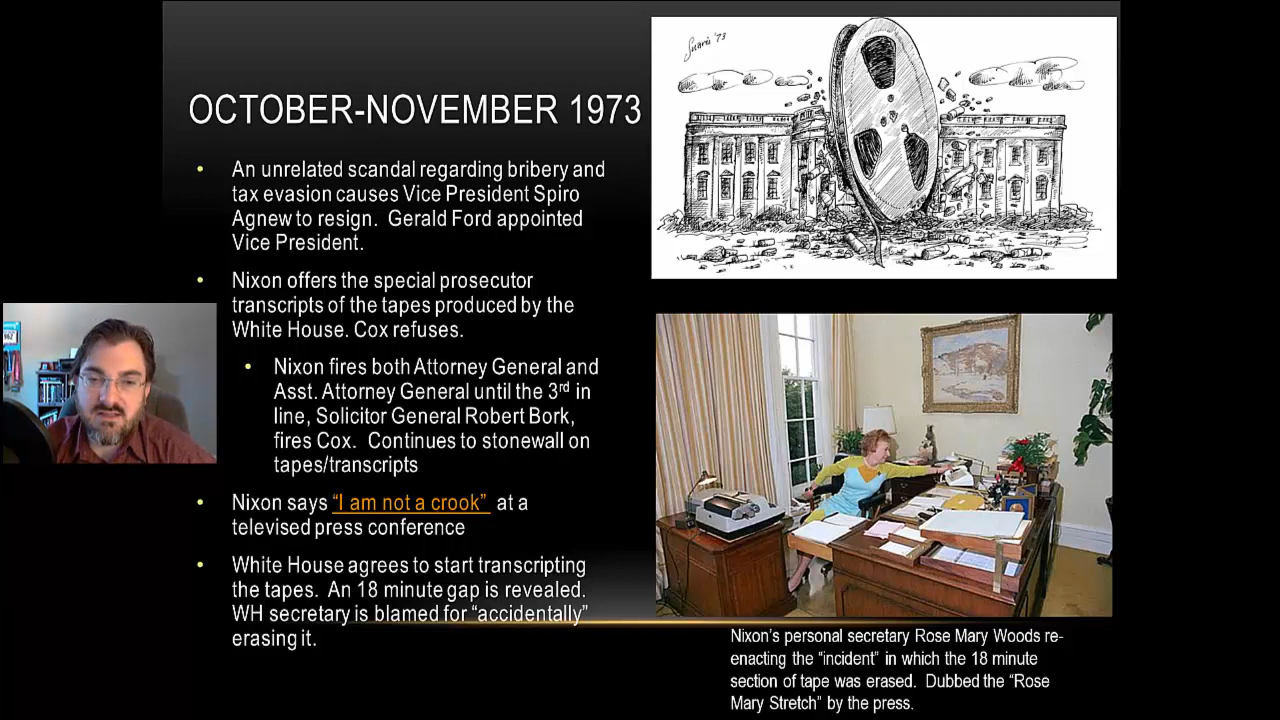 OCTOBER-NOVEMBER 1973
An unrelated scandal regarding bribery and
tax evasion causes Vice President Spiro
Agnew to resign. Gerald Ford appointed
Vice President.
Nixon offers the special prosecutor
transcripts of the tapes produced by the
White House. Cox refuses.
Nixon fires both Attorney General and
Asst. Attorney General until the 3rd in
line, Solicitor General Robert Bork,
fires Cox. Continues to stonewall on
tapes/transcripts
Nixon says “I am not a crook” at a
televised press conference
White House agrees to start transcripting
the tapes. An 18 minute gap is revealed.
WH secretary is blamed for “accidentally”
erasing it.
Nixon’s personal secretary Rose Mary Woods re-
enacting the “incident” in which the 18 minute
section of tape was erased. Dubbed the “Rose
Mary Stretch” by the press.